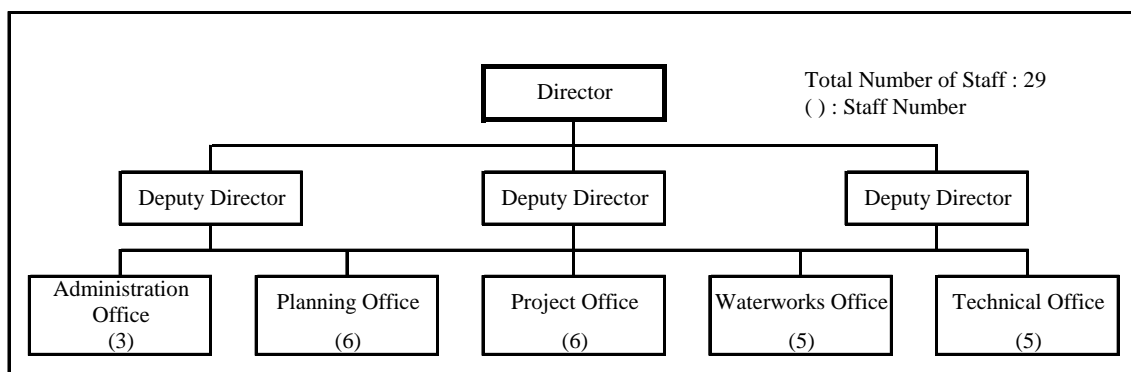 Director
Total Number of Staff : 29
( ) : Staff Number
Deputy Director
Deputy Director
Deputy Director
Administration
Office
(3)
Planning Office
(6)
Project Office
(6)
Waterworks Office
(5)
Technical Office
(5)